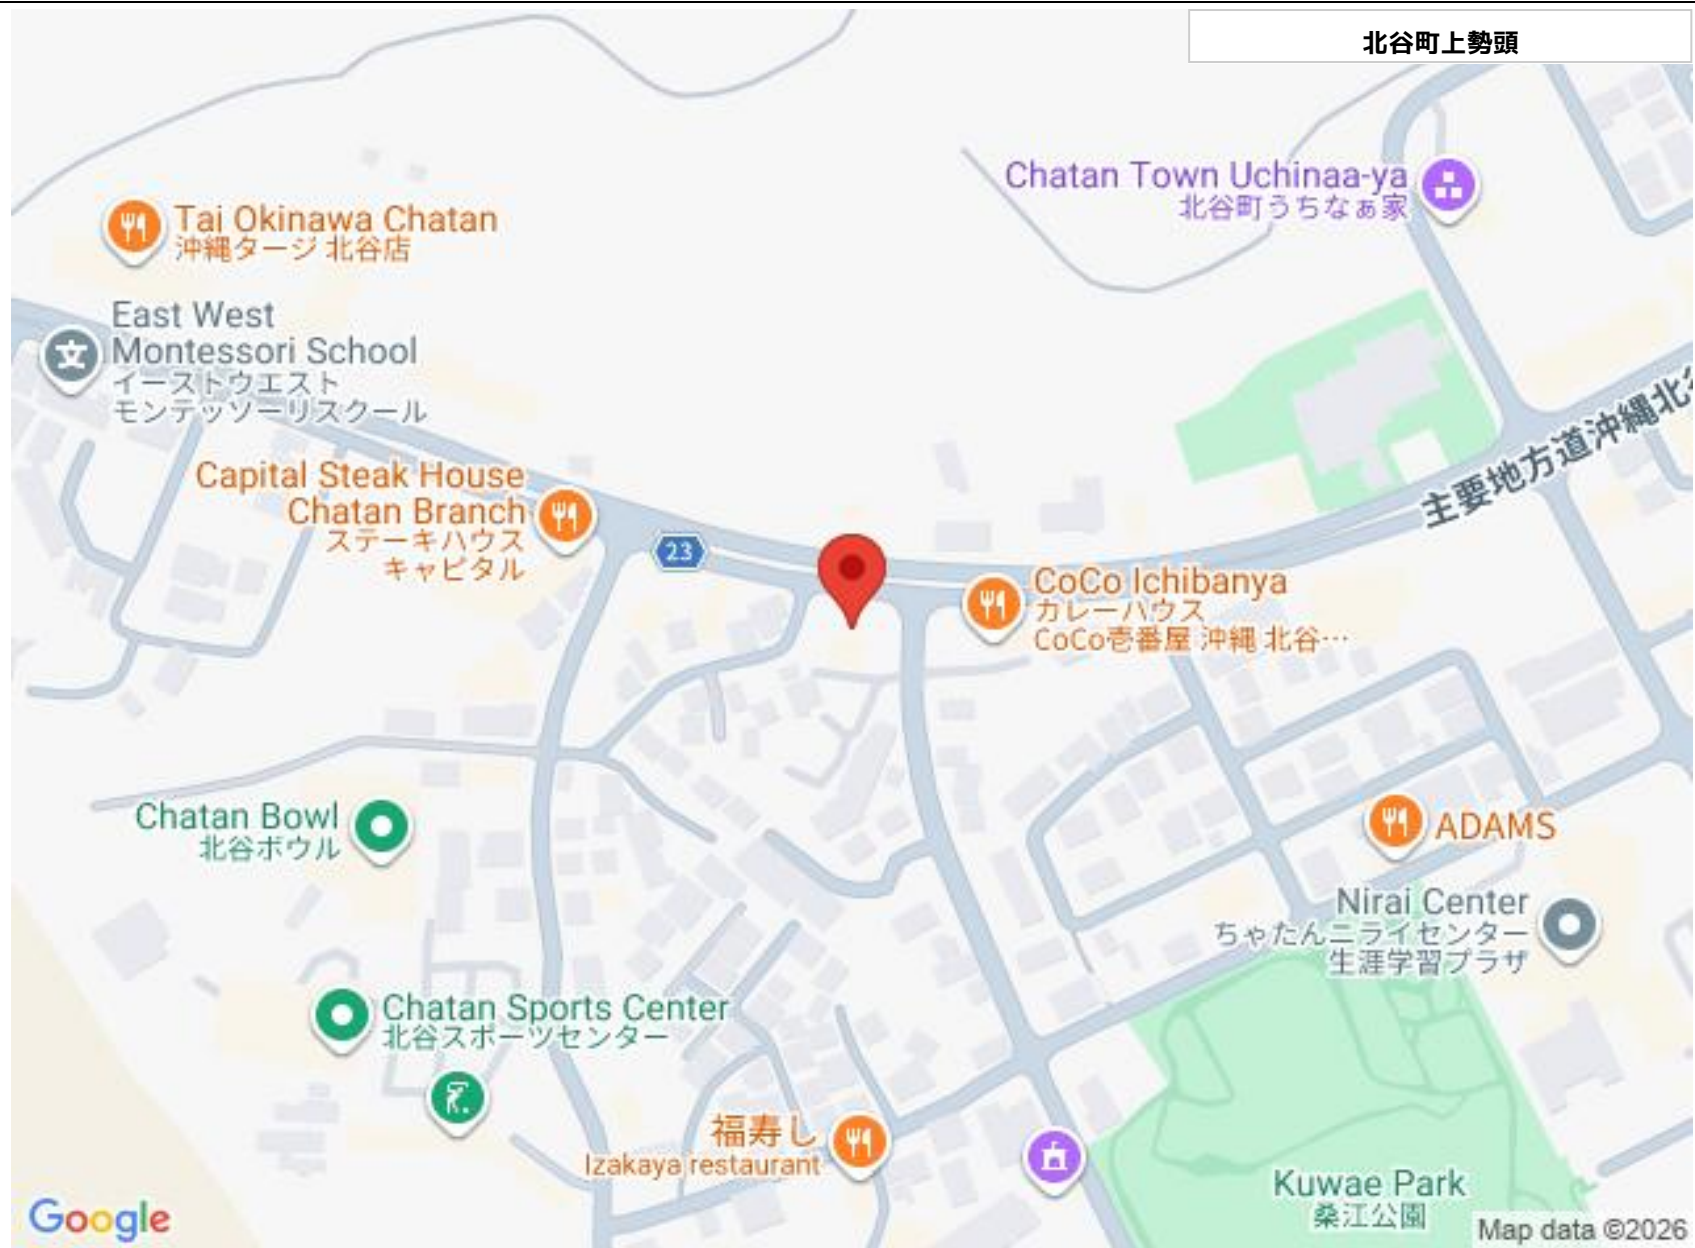 北谷町上勢頭
Chatan Town Uchinaa-ya
北谷町うちなぁ家
Tai Okinawa Chatan
沖縄タージ 北谷店
East West
Montessori School
イーストウエスト
モンテッソーリスクール
主要地方道沖縄北谷
Capital Steak House
Chatan Branch
ステーキハウス
キャピタル
23
CoCo Ichibanya
カレーハウス
CoCo壱番屋 沖縄 北谷…
Chatan Bowl
北谷ボウル
ADAMS
Nirai Center
ちゃたんニライセンター
生涯学習プラザ
Chatan Sports Center
北谷スポーツセンター
福寿し
Izakaya restaurant
Kuwae Park
桑江公園
Google
Map data ©2026